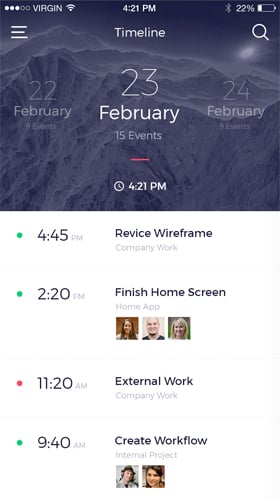 VIRGIN 4:21 PM 22%
Timeline
22 23 24
February February February
9 Events 15 Events 9 Events
4:21 PM
4:45 PM Revice Wireframe
Company Work
2:20 PM Finish Home Screen
Home App
11:20 AM External Work
Company Work
9:40 AM Create Workflow
Internal Project